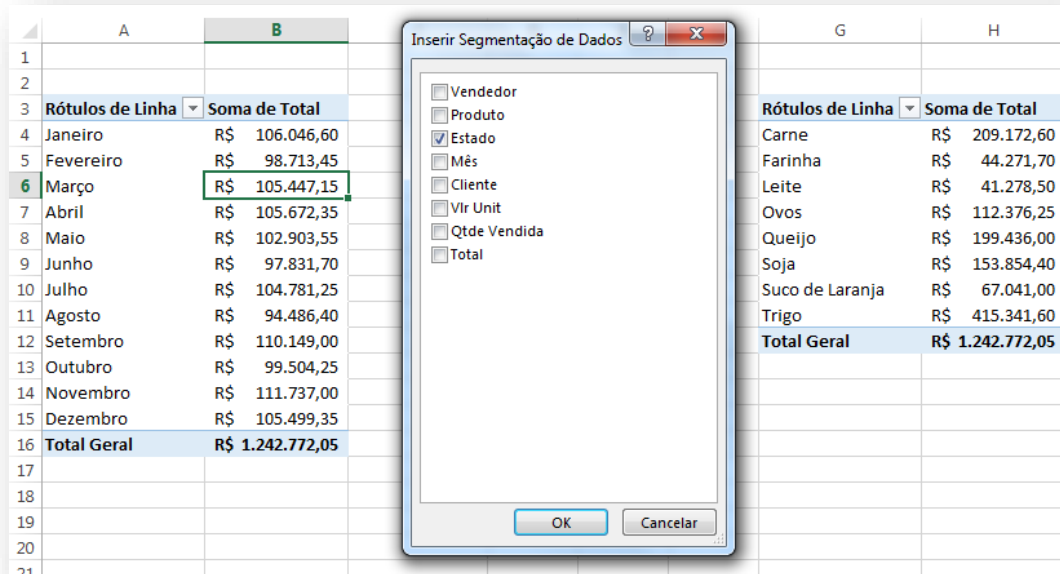 A B G H
Inserir Segmentação de Dados ? X
1
2
3 Rótulos de Linha Soma de Total Rótulos de Linha Soma de Total
4 Janeiro R$ 106.046,60 Carne R$ 209.172,60
5 Fevereiro R$ 98.713,45 Farinha R$ 44.271,70
6 Março R$ 105.447,15 Leite R$ 41.278,50
7 Abril R$ 105.672,35 Ovos R$ 112.376,25
8 Maio R$ 102.903,55 Queijo R$ 199.436,00
9 Junho R$ 97.831,70 Soja R$ 153.854,40
10 Julho R$ 104.781,25 Suco de Laranja R$ 67.041,00
11 Agosto R$ 94.486,40 Trigo R$ 415.341,60
12 Setembro R$ 110.149,00 Total Geral R$ 1.242.772,05
13 Outubro R$ 99.504,25
14 Novembro R$ 111.737,00
15 Dezembro R$ 105.499,35
16 Total Geral R$ 1.242.772,05
17
18
19
20
21
Vendedor
Produto
Estado
Mês
Cliente
Vlr Unit
Qtde Vendida
Total
OK Cancelar